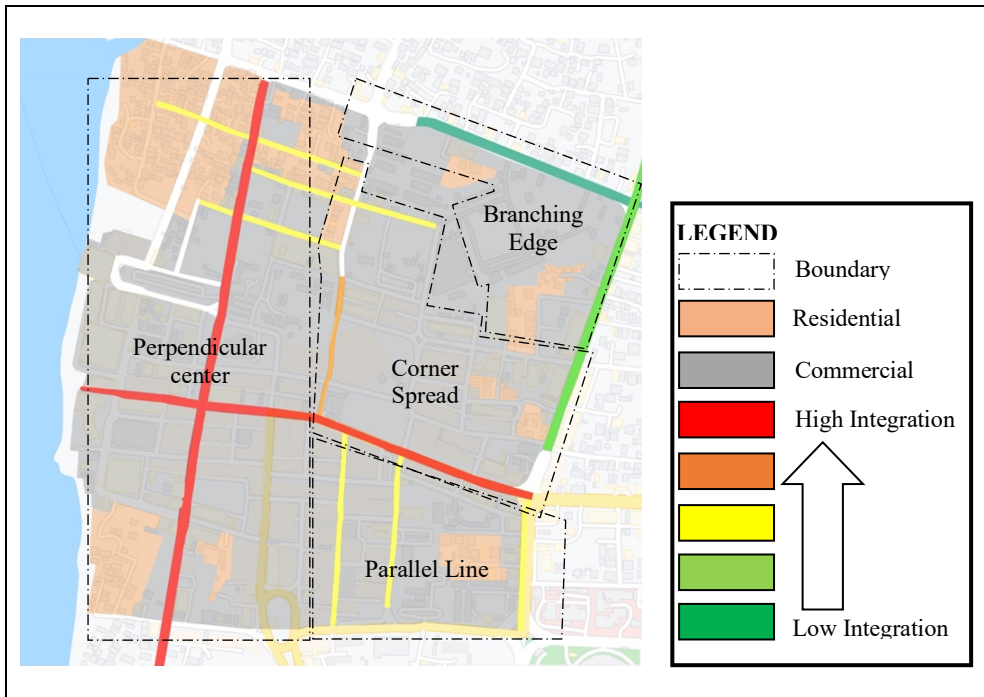 Branching
Edge
Perpendicular
center
Corner
Spread
Parallel Line
LEGEND
Boundary
Residential
Commercial
High Integration
Low Integration